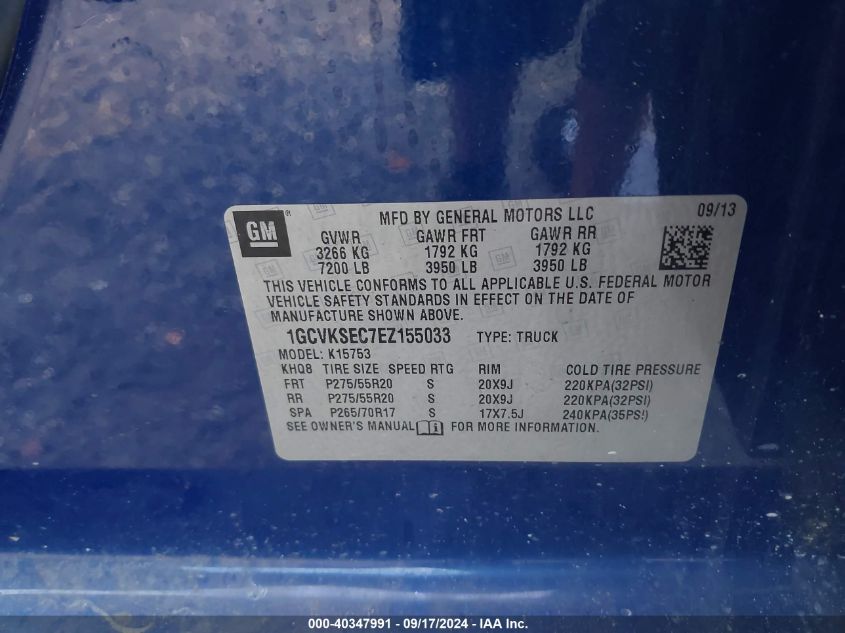 GM ®
MFD BY GENERAL MOTORS LLC 09/13
GVWR GAWR FRT GAWR RR
3266 KG 1792 KG 1792 KG
7200 LB 3950 LB 3950 LB
THIS VEHICLE CONFORMS TO ALL APPLICABLE U.S. FEDERAL MOTOR
VEHICLE SAFETY STANDARDS IN EFFECT ON THE DATE OF
MANUFACTURE SHOWN ABOVE.
1GCVKSEC7EZ155033 TYPE: TRUCK
MODEL: K15753
KHQ8 TIRE SIZE SPEED RTG RIM COLD TIRE PRESSURE
FRT P275/55R20 S 20X9J 220KPA(32PSI)
RR P275/55R20 S 20X9J 220KPA(32PSI)
SPA P265/70R17 S 17X7.5J 240KPA(35PSI)
SEE OWNER'S MANUAL FOR MORE INFORMATION.
000-40347991 - 09/17/2024 - IAA Inc.